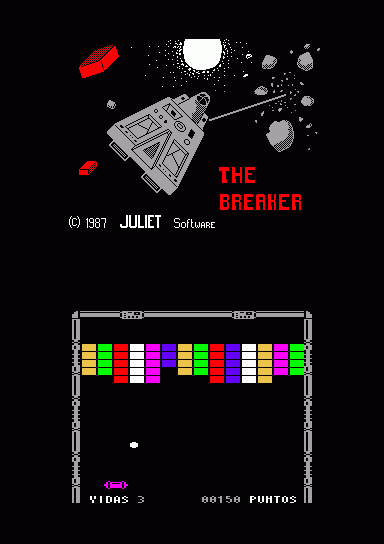 THE
BREAKER
© 1987 JULIET Software
VIDAS 3 00150 PUNTOS